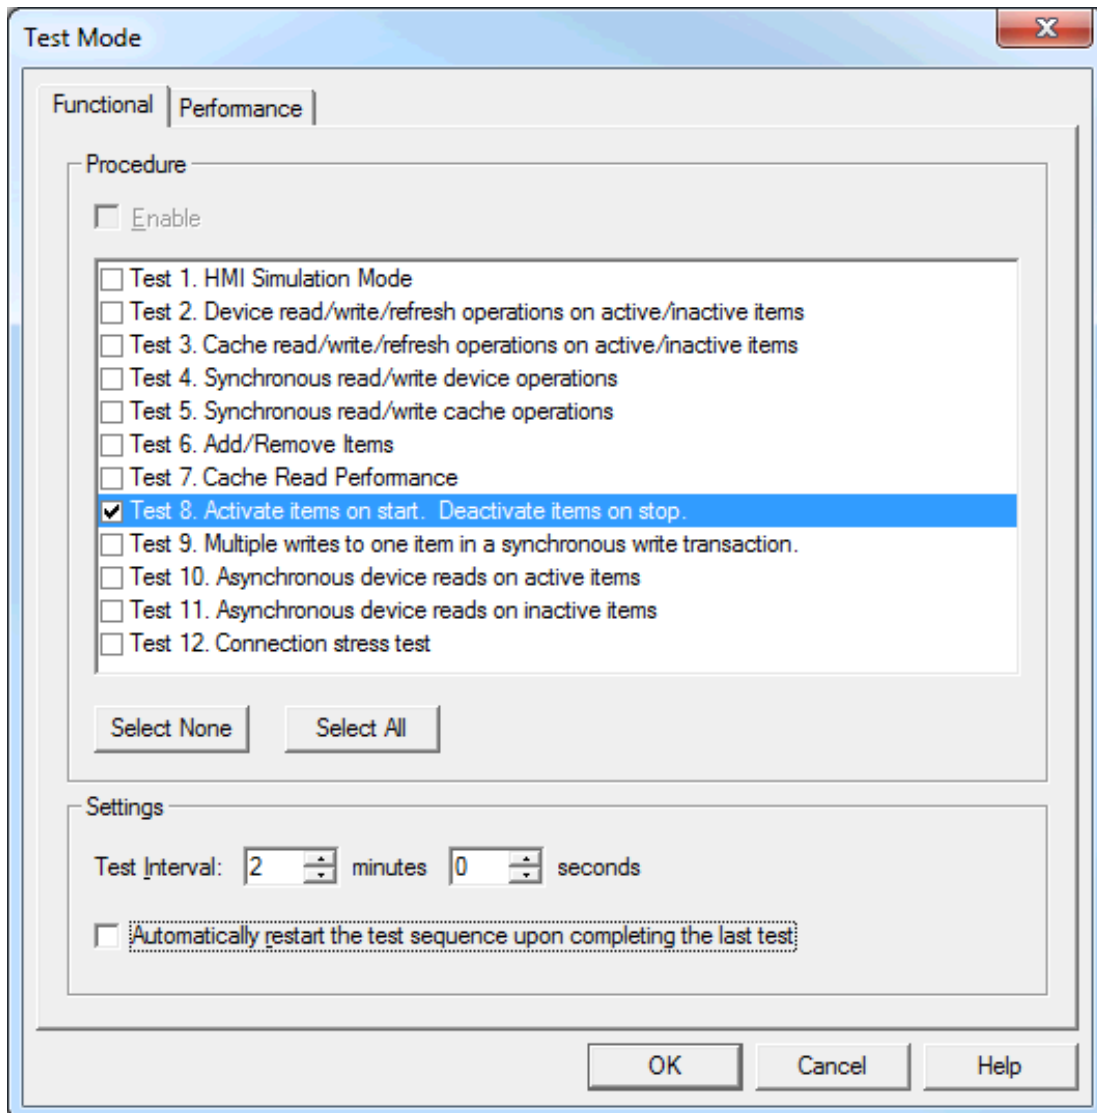 Test Mode
Functional Performance
Procedure
Enable
Test 1. HMI Simulation Mode
Test 2. Device read/write/refresh operations on active/inactive items
Test 3. Cache read/write/refresh operations on active/inactive items
Test 4. Synchronous read/write device operations
Test 5. Synchronous read/write cache operations
Test 6. Add/Remove Items
Test 7. Cache Read Performance
Test 8. Activate items on start.  Deactivate items on stop.
Test 9. Multiple writes to one item in a synchronous write transaction.
Test 10. Asynchronous device reads on active items
Test 11. Asynchronous device reads on inactive items
Test 12. Connection stress test
Select None Select All
Settings
Test Interval: 2 minutes 0 seconds
Automatically restart the test sequence upon completing the last test
OK Cancel Help